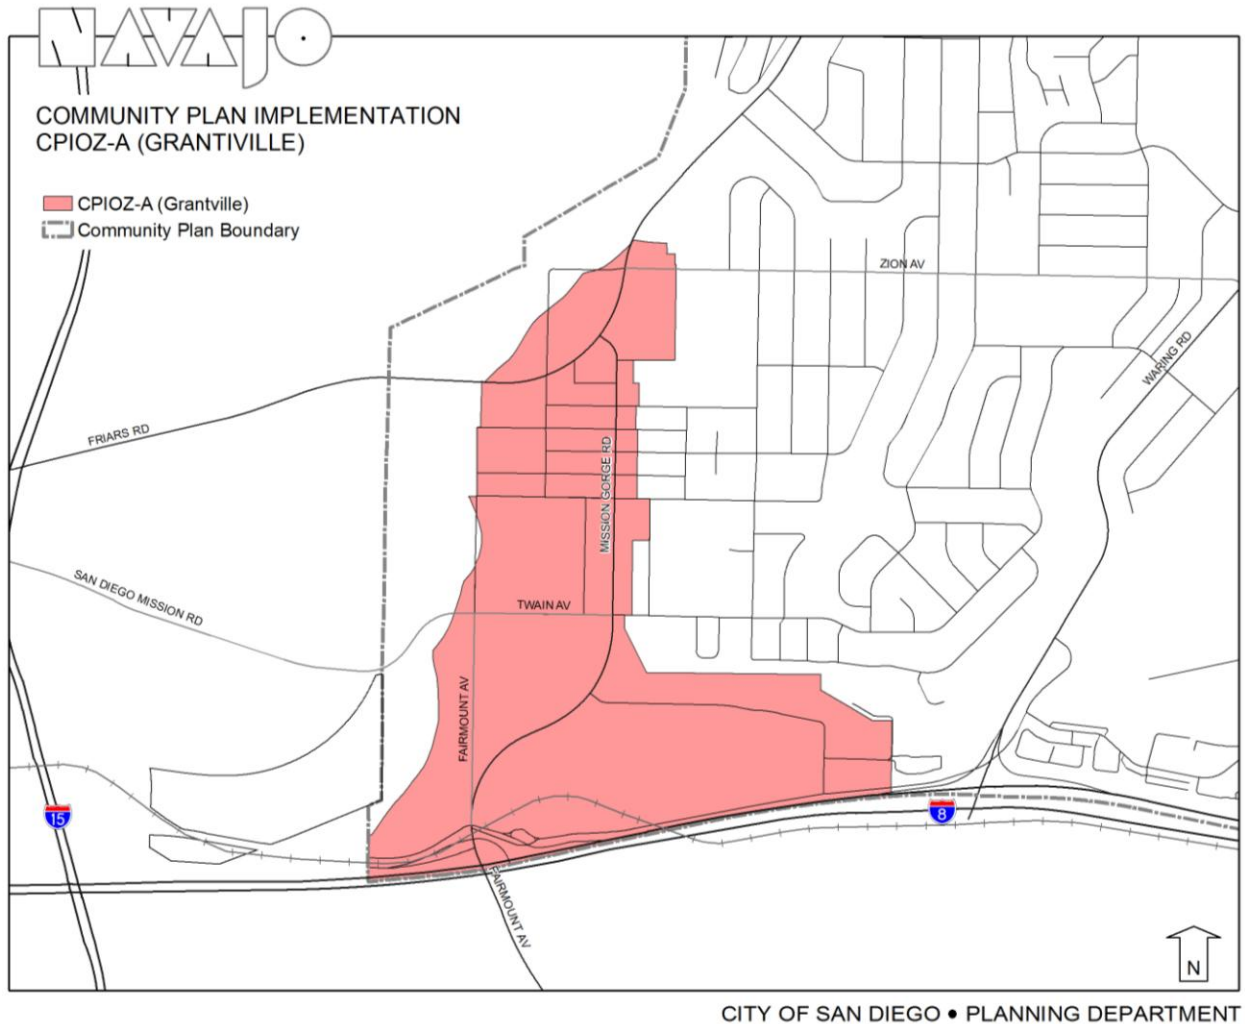 NAVAJO
COMMUNITY PLAN IMPLEMENTATION
CPIOZ-A (GRANTIVILLE)
CPIOZ-A (Grantville)
Community Plan Boundary
ZION AV
WARING RD
FRIARS RD
MISSION GORGE RD
SAN DIEGO MISSION RD
TWAIN AV
FAIRMOUNT AV
15
8
FAIRMOUNT AV
N
CITY OF SAN DIEGO • PLANNING DEPARTMENT